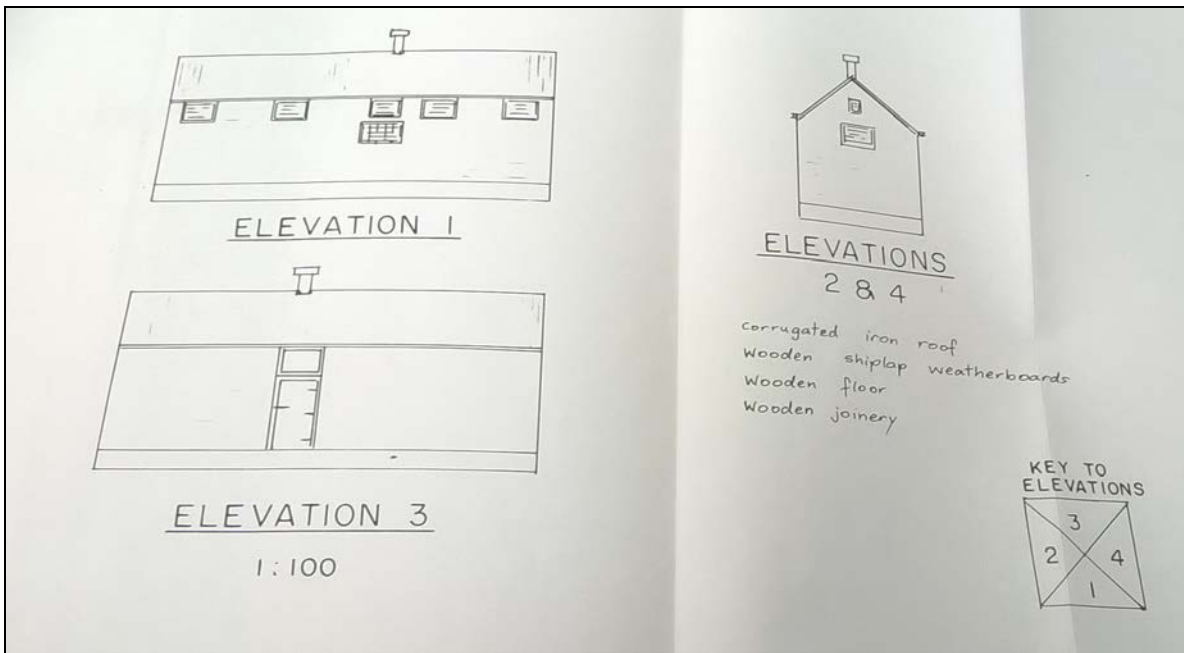 ELEVATION 1
ELEVATION 3
1:100
ELEVATIONS
2 & 4
corrugated iron roof
Wooden shiplap weatherboards
Wooden floor
Wooden joinery
KEY TO
ELEVATIONS
3
2 4
1